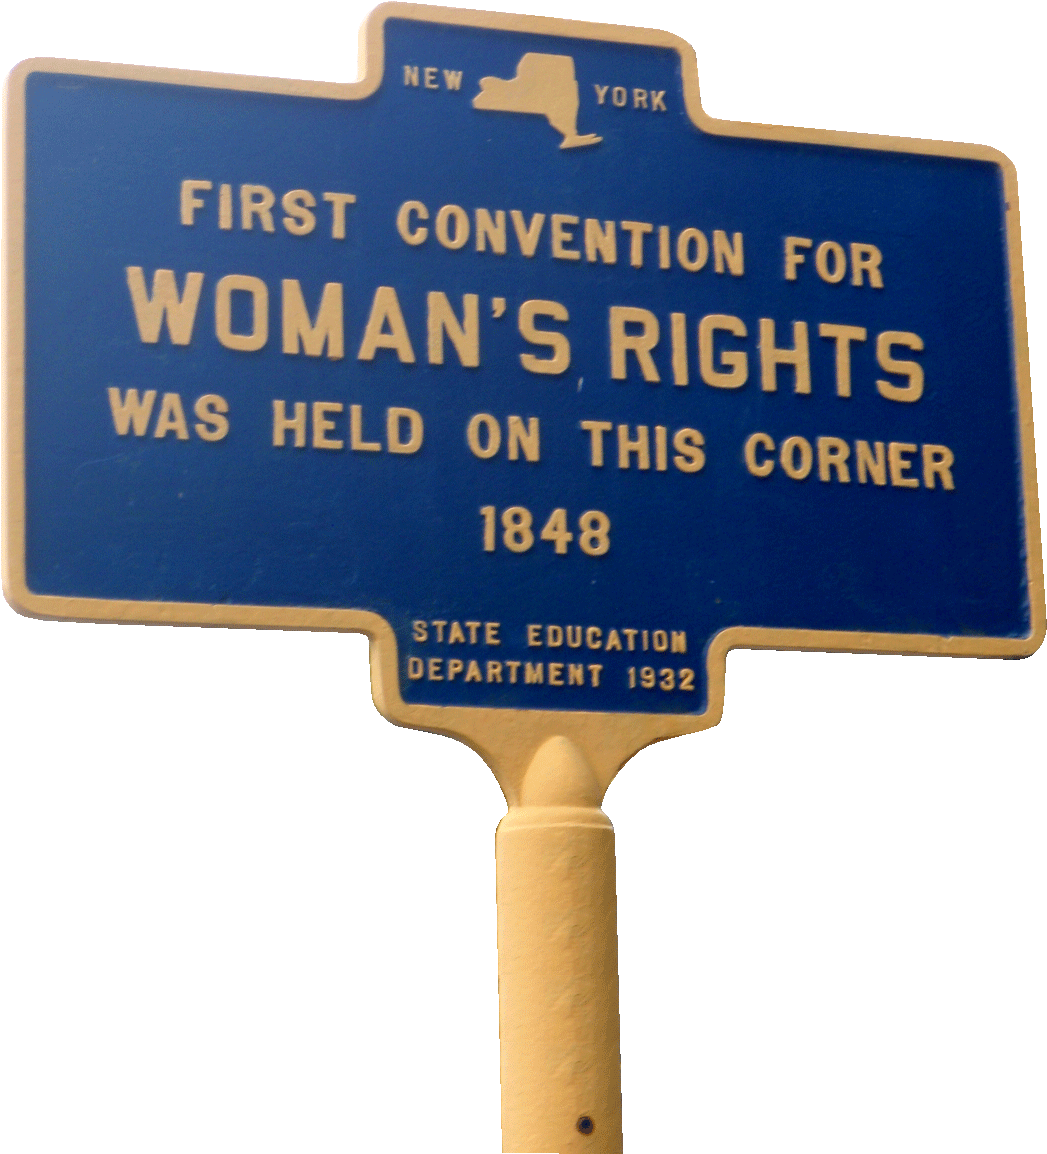 NEW YORK
FIRST CONVENTION FOR
WOMAN'S RIGHTS
WAS HELD ON THIS CORNER
1848
STATE EDUCATION
DEPARTMENT 1932